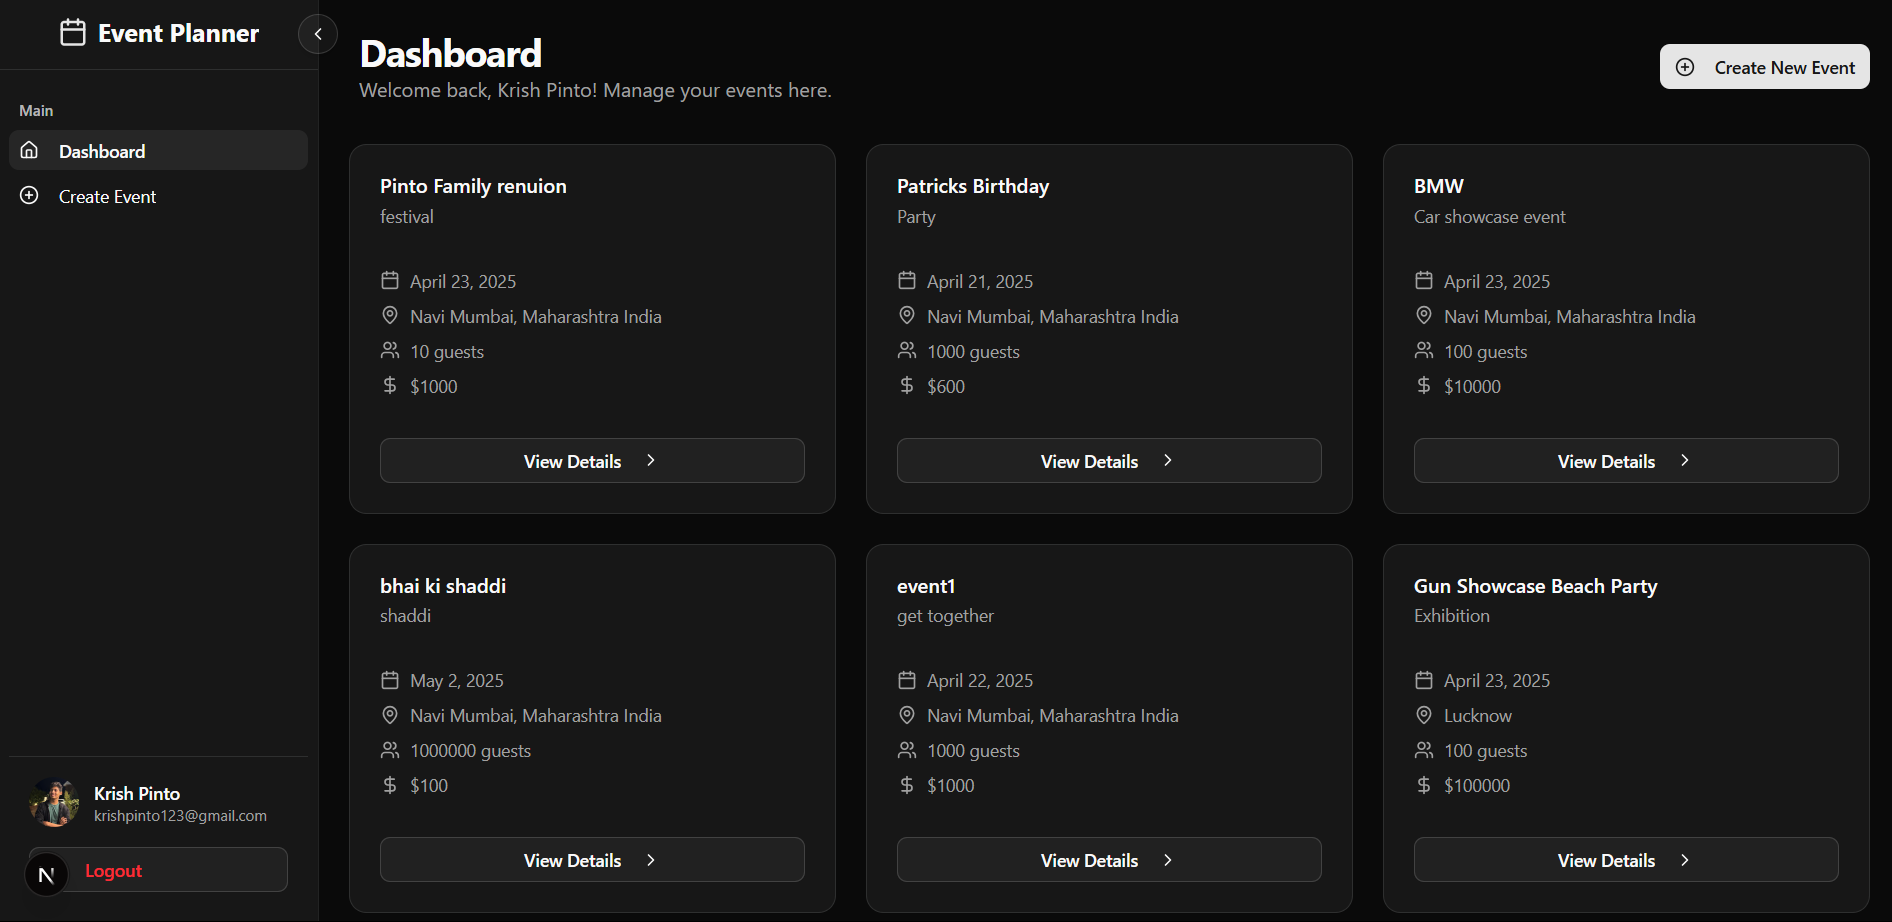 Event Planner
Main
Dashboard
Create Event
Krish Pinto
krishpinto123@gmail.com
N
Logout
Dashboard
Welcome back, Krish Pinto! Manage your events here.
Create New Event
Pinto Family renuion
festival
April 23, 2025
Navi Mumbai, Maharashtra India
10 guests
$ $1000
View Details
Patricks Birthday
Party
April 21, 2025
Navi Mumbai, Maharashtra India
1000 guests
$ $600
View Details
BMW
Car showcase event
April 23, 2025
Navi Mumbai, Maharashtra India
100 guests
$ $10000
View Details
bhai ki shaddi
shaddi
May 2, 2025
Navi Mumbai, Maharashtra India
1000000 guests
$ $100
View Details
event1
get together
April 22, 2025
Navi Mumbai, Maharashtra India
1000 guests
$ $1000
View Details
Gun Showcase Beach Party
Exhibition
April 23, 2025
Lucknow
100 guests
$ $100000
View Details